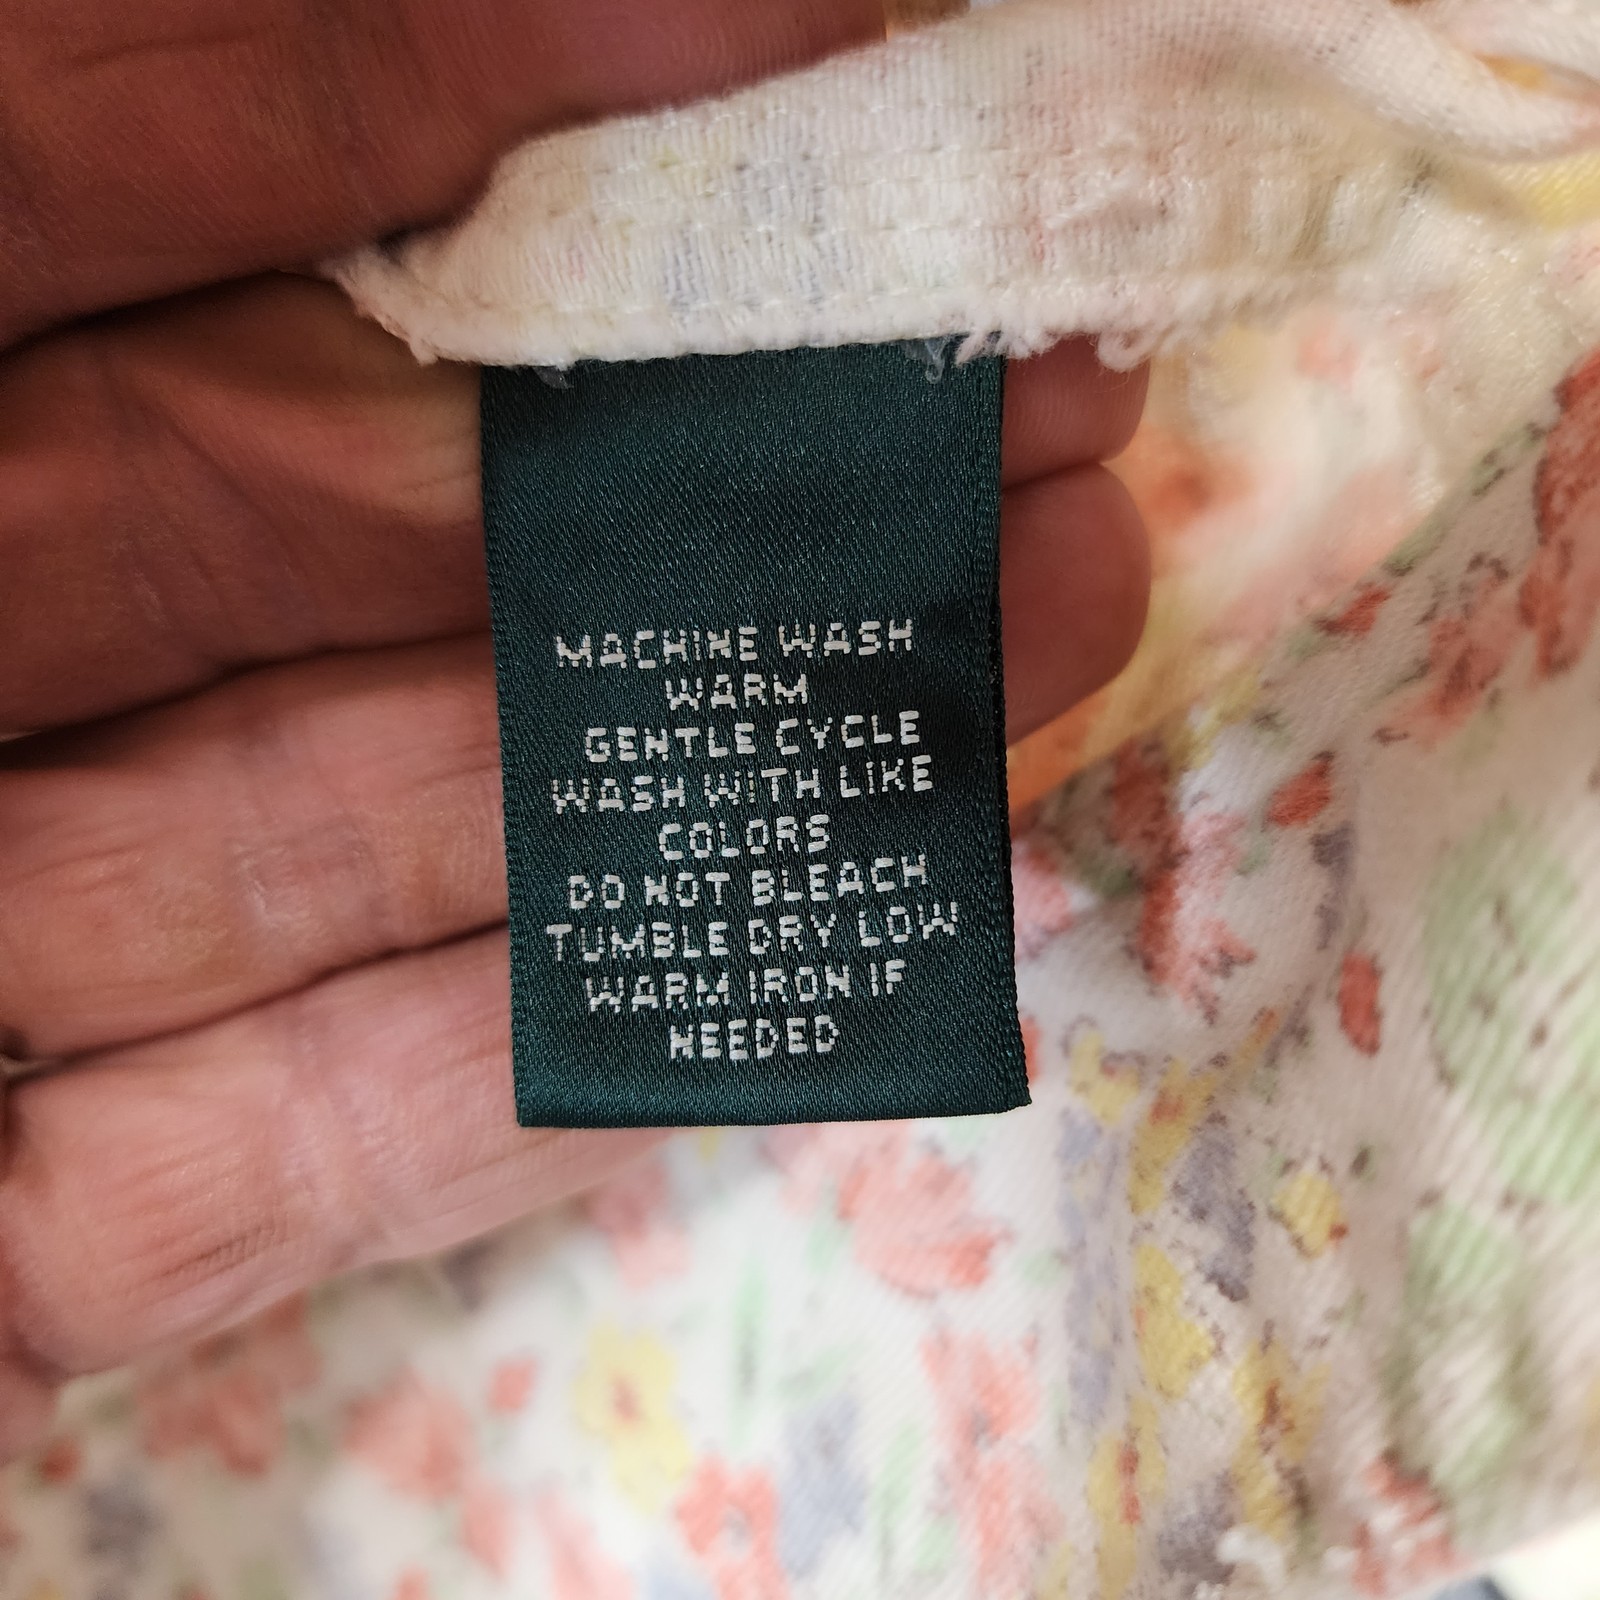 MACHINE WASH
WARM
GENTLE CYCLE
WASH WITH LIKE
COLORS
DO NOT BLEACH
TUMBLE DRY LOW
WARM IRON IF
NEEDED